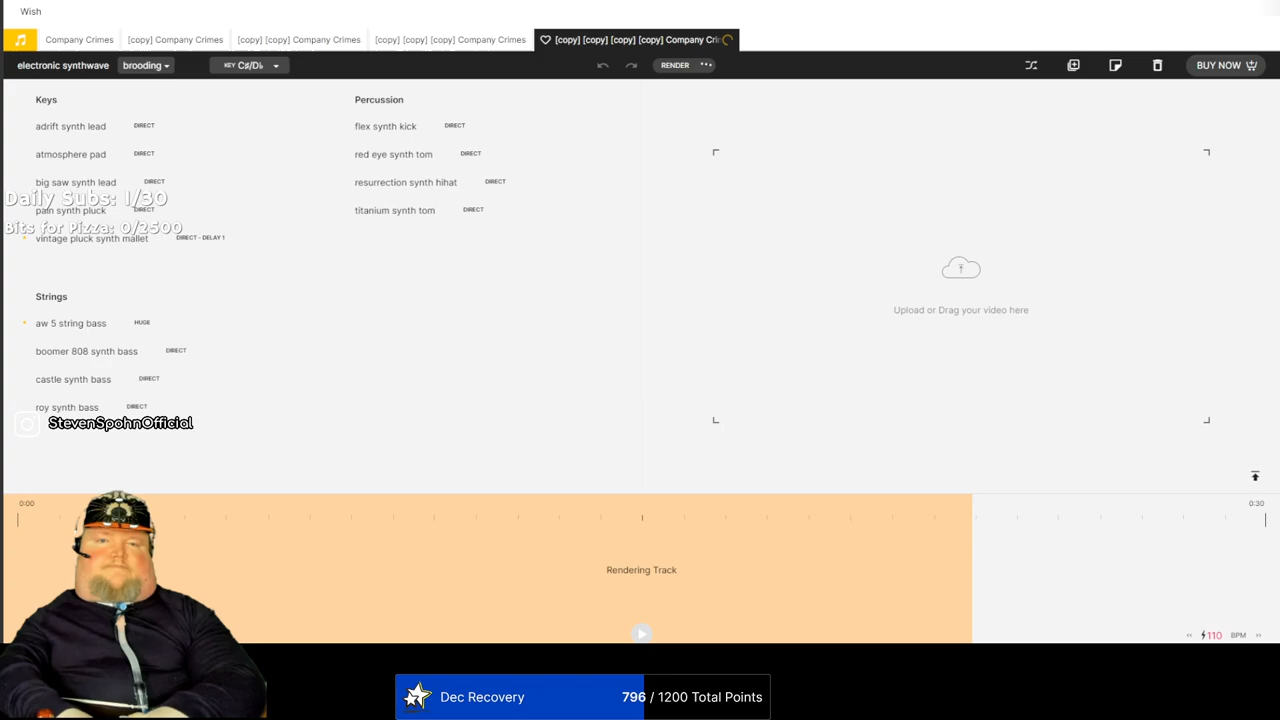 Wish
Company Crimes
[copy] Company Crimes
[copy] [copy] Company Crimes
[copy] [copy] [copy] Company Crimes
[copy] [copy] [copy] [copy] Company Cri
electronic synthwave
brooding
KEY C♯/D♭
RENDER
BUY NOW
Keys
adrift synth lead DIRECT
atmosphere pad DIRECT
big saw synth lead DIRECT
Daily Subs: 1/30
pain synth pluck DIRECT
Bits for Pizza: 0/2500
vintage pluck synth mallet DIRECT - DELAY 1
Strings
aw 5 string bass HUGE
boomer 808 synth bass DIRECT
castle synth bass DIRECT
roy synth bass DIRECT
StevenSpohnOfficial
Percussion
flex synth kick DIRECT
red eye synth tom DIRECT
resurrection synth hihat DIRECT
titanium synth tom DIRECT
Upload or Drag your video here
0:00
0:30
Rendering Track
110 BPM
Dec Recovery 796 / 1200 Total Points